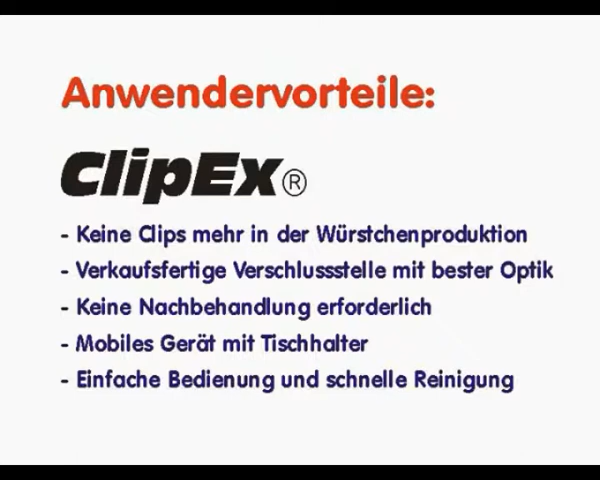 Anwendervorteile:
ClipEx®
- Keine Clips mehr in der Würstchenproduktion
- Verkaufsfertige Verschlussstelle mit bester Optik
- Keine Nachbehandlung erforderlich
- Mobiles Gerät mit Tischhalter
- Einfache Bedienung und schnelle Reinigung